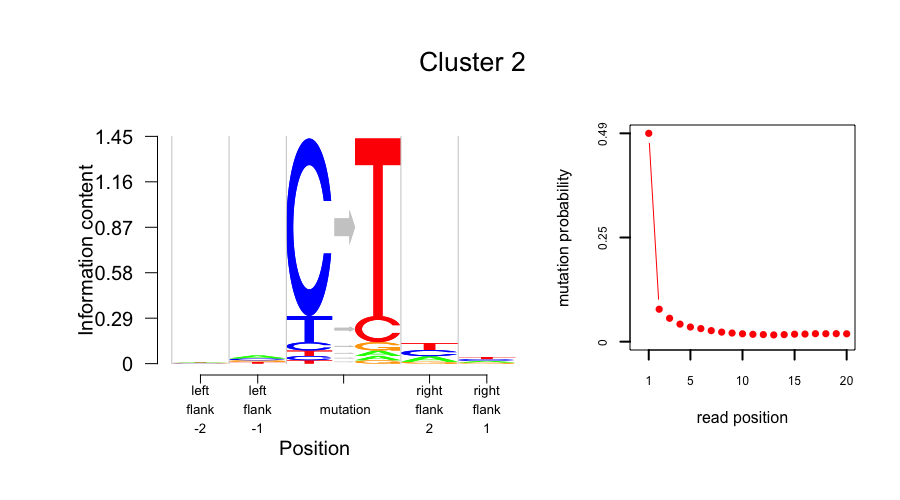 Cluster 2
Information content
1.45
1.16
0.87
0.58
0.29
0
C T
T C
left flank -2
left flank -1
mutation
right flank 2
right flank 1
Position
mutation probability
0.49
0.25
0
1 5 10 15 20
read position